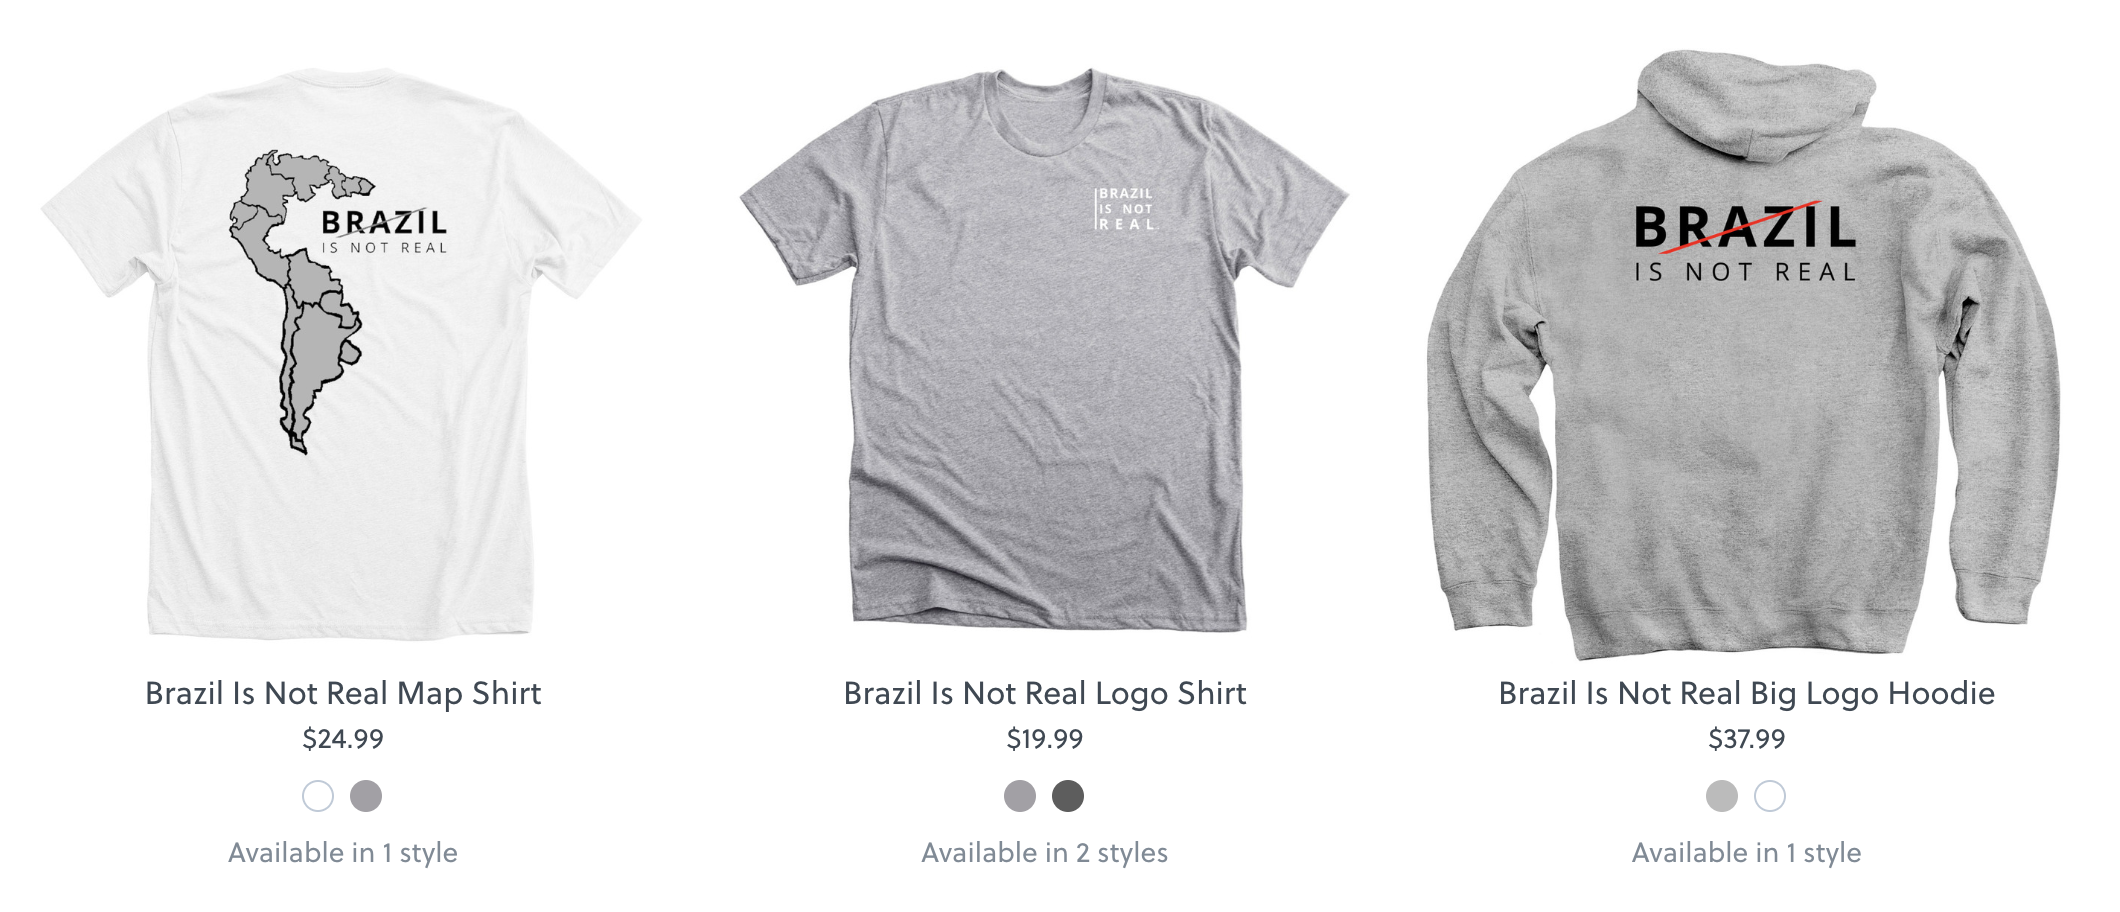 BRAZIL
IS NOT REAL
Brazil Is Not Real Map Shirt
$24.99
Available in 1 style
BRAZIL
IS NOT
REAL
Brazil Is Not Real Logo Shirt
$19.99
Available in 2 styles
BRAZIL
IS NOT REAL
Brazil Is Not Real Big Logo Hoodie
$37.99
Available in 1 style